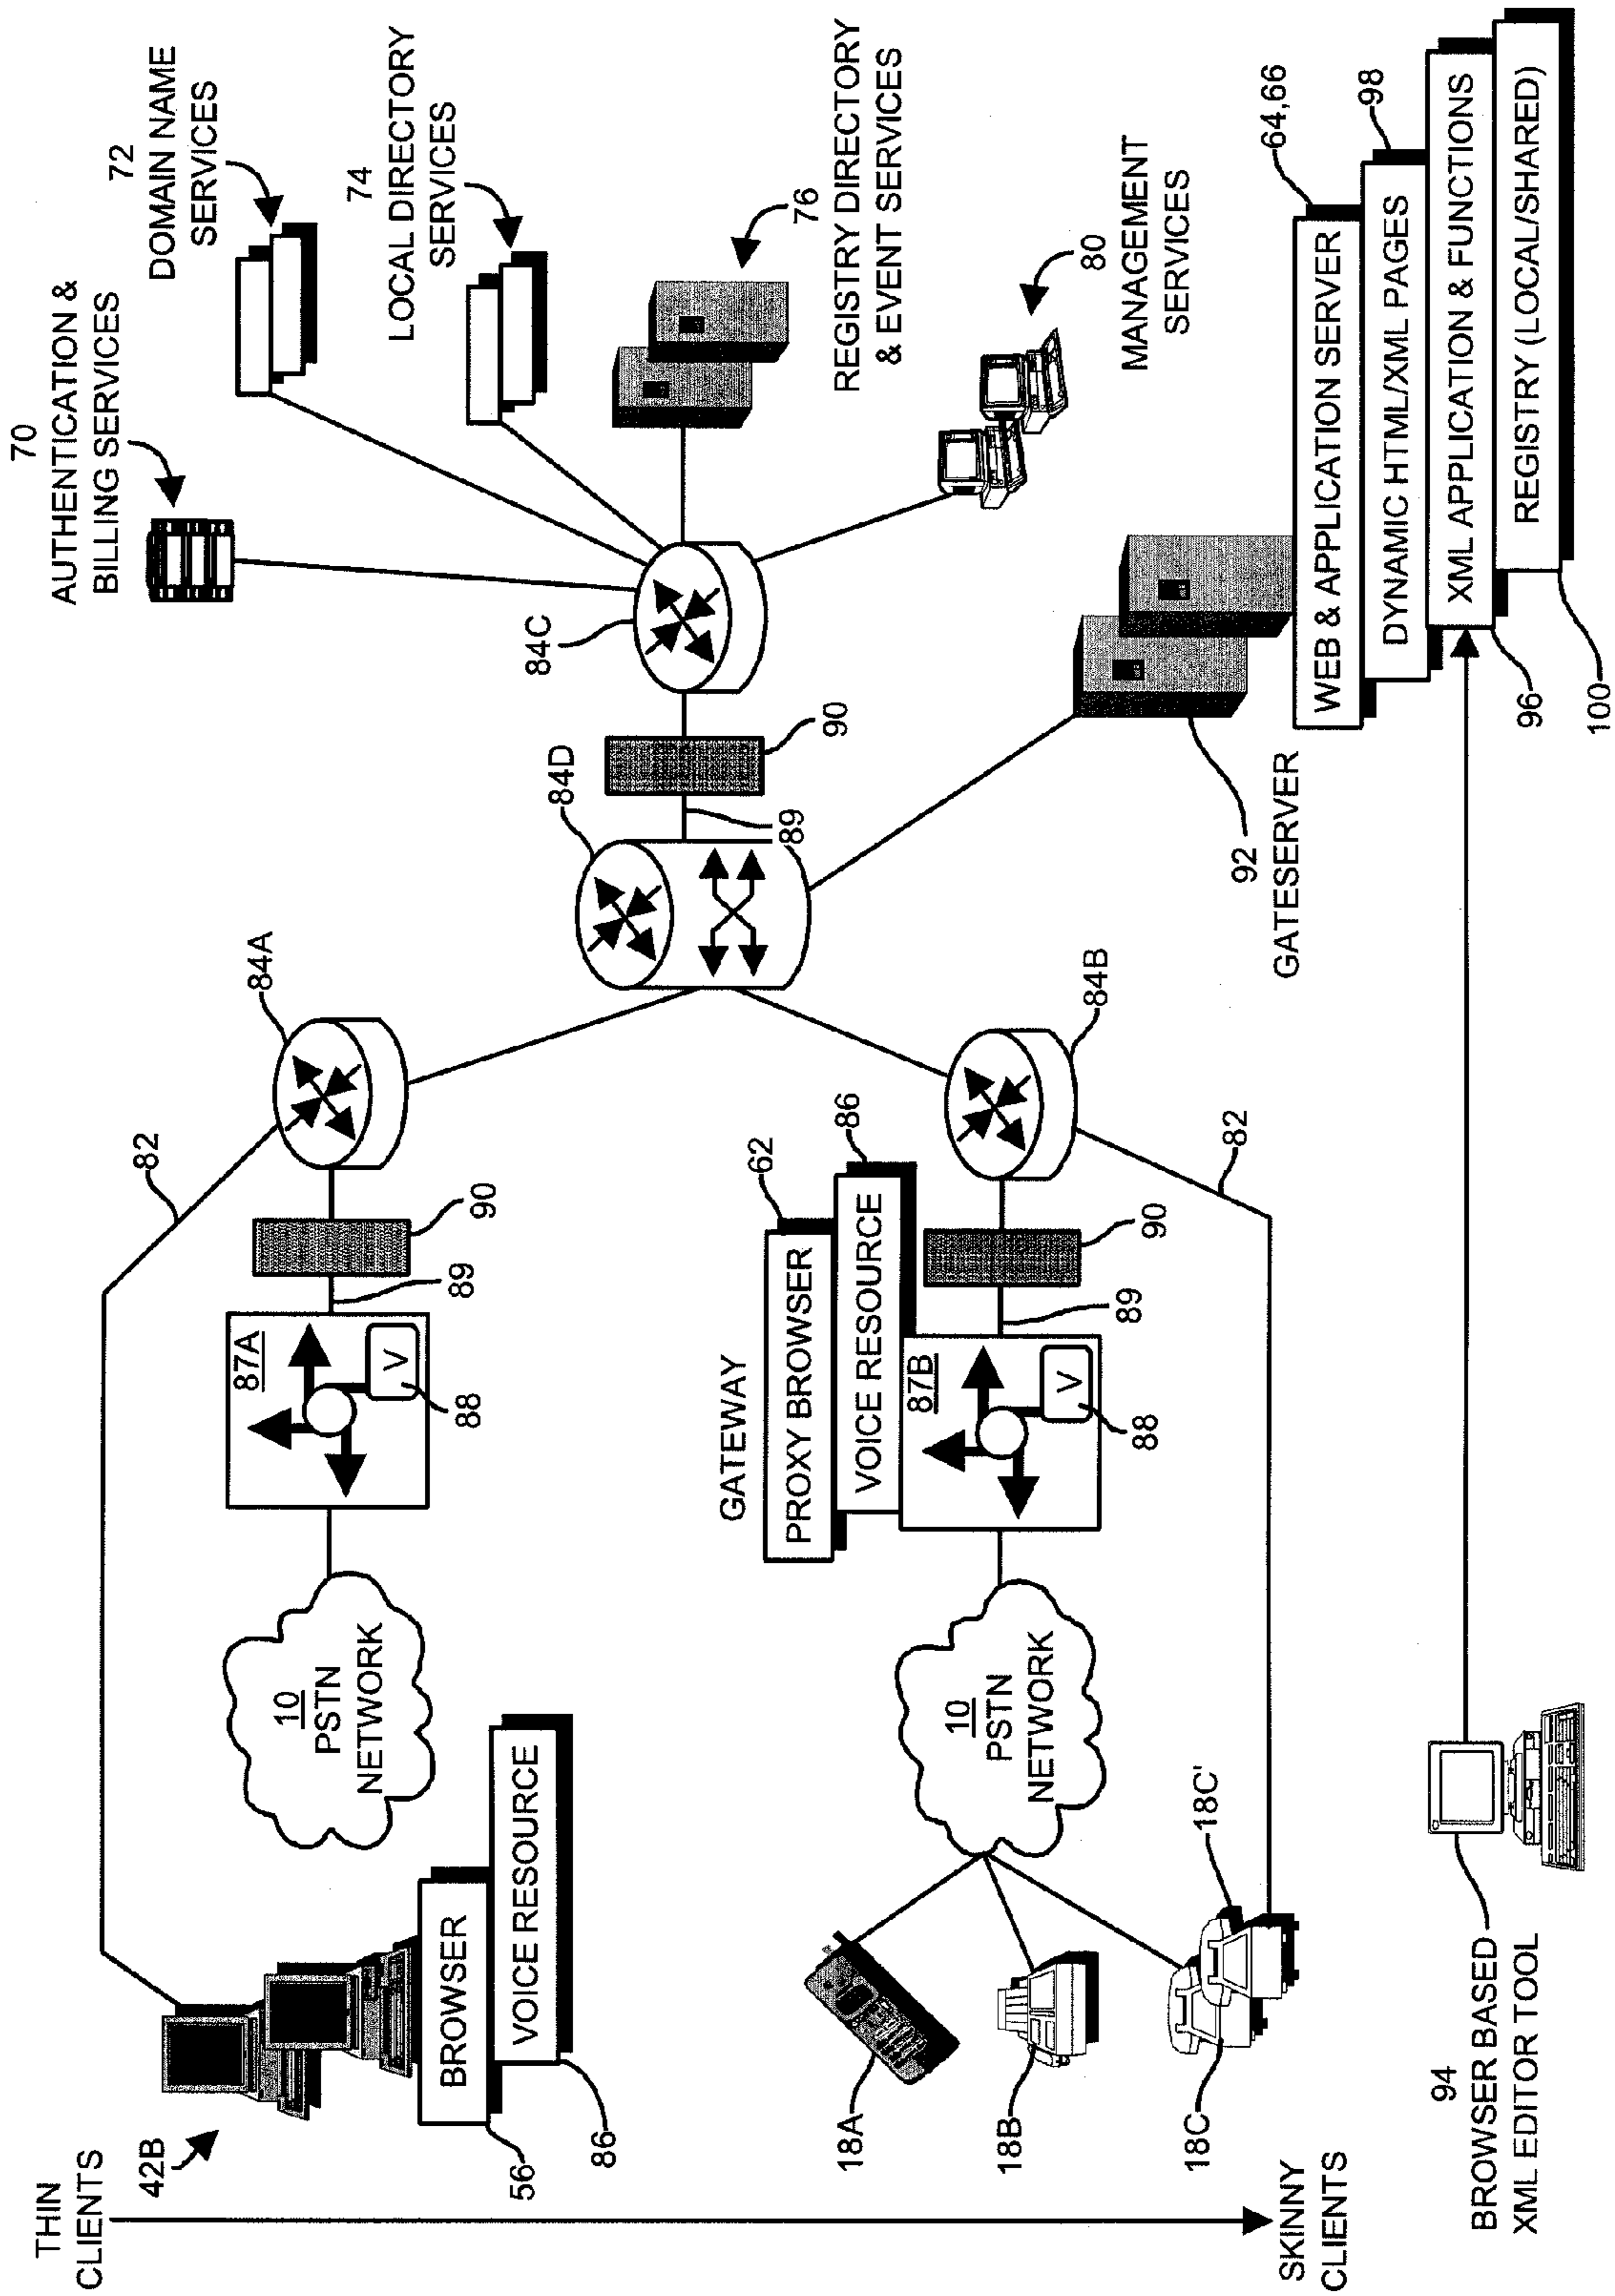 THIN
CLIENTS
42B
BROWSER
VOICE RESOURCE
56
86
82
84A
10
PSTN
NETWORK
87A
V
88
89
90
70
AUTHENTICATION &
BILLING SERVICES
72
DOMAIN NAME
SERVICES
74
LOCAL DIRECTORY
SERVICES
76
REGISTRY DIRECTORY
& EVENT SERVICES
80
MANAGEMENT
SERVICES
84C
90
89
84D
GATEWAY
PROXY BROWSER
62
VOICE RESOURCE
86
87B
V
88
89
90
84B
82
10
PSTN
NETWORK
18A
18B
18C
18C'
SKINNY
CLIENTS
92
GATESERVER
WEB & APPLICATION SERVER
64,66
DYNAMIC HTML/XML PAGES
98
XML APPLICATION & FUNCTIONS
96
REGISTRY (LOCAL/SHARED)
100
94
BROWSER BASED
XML EDITOR TOOL